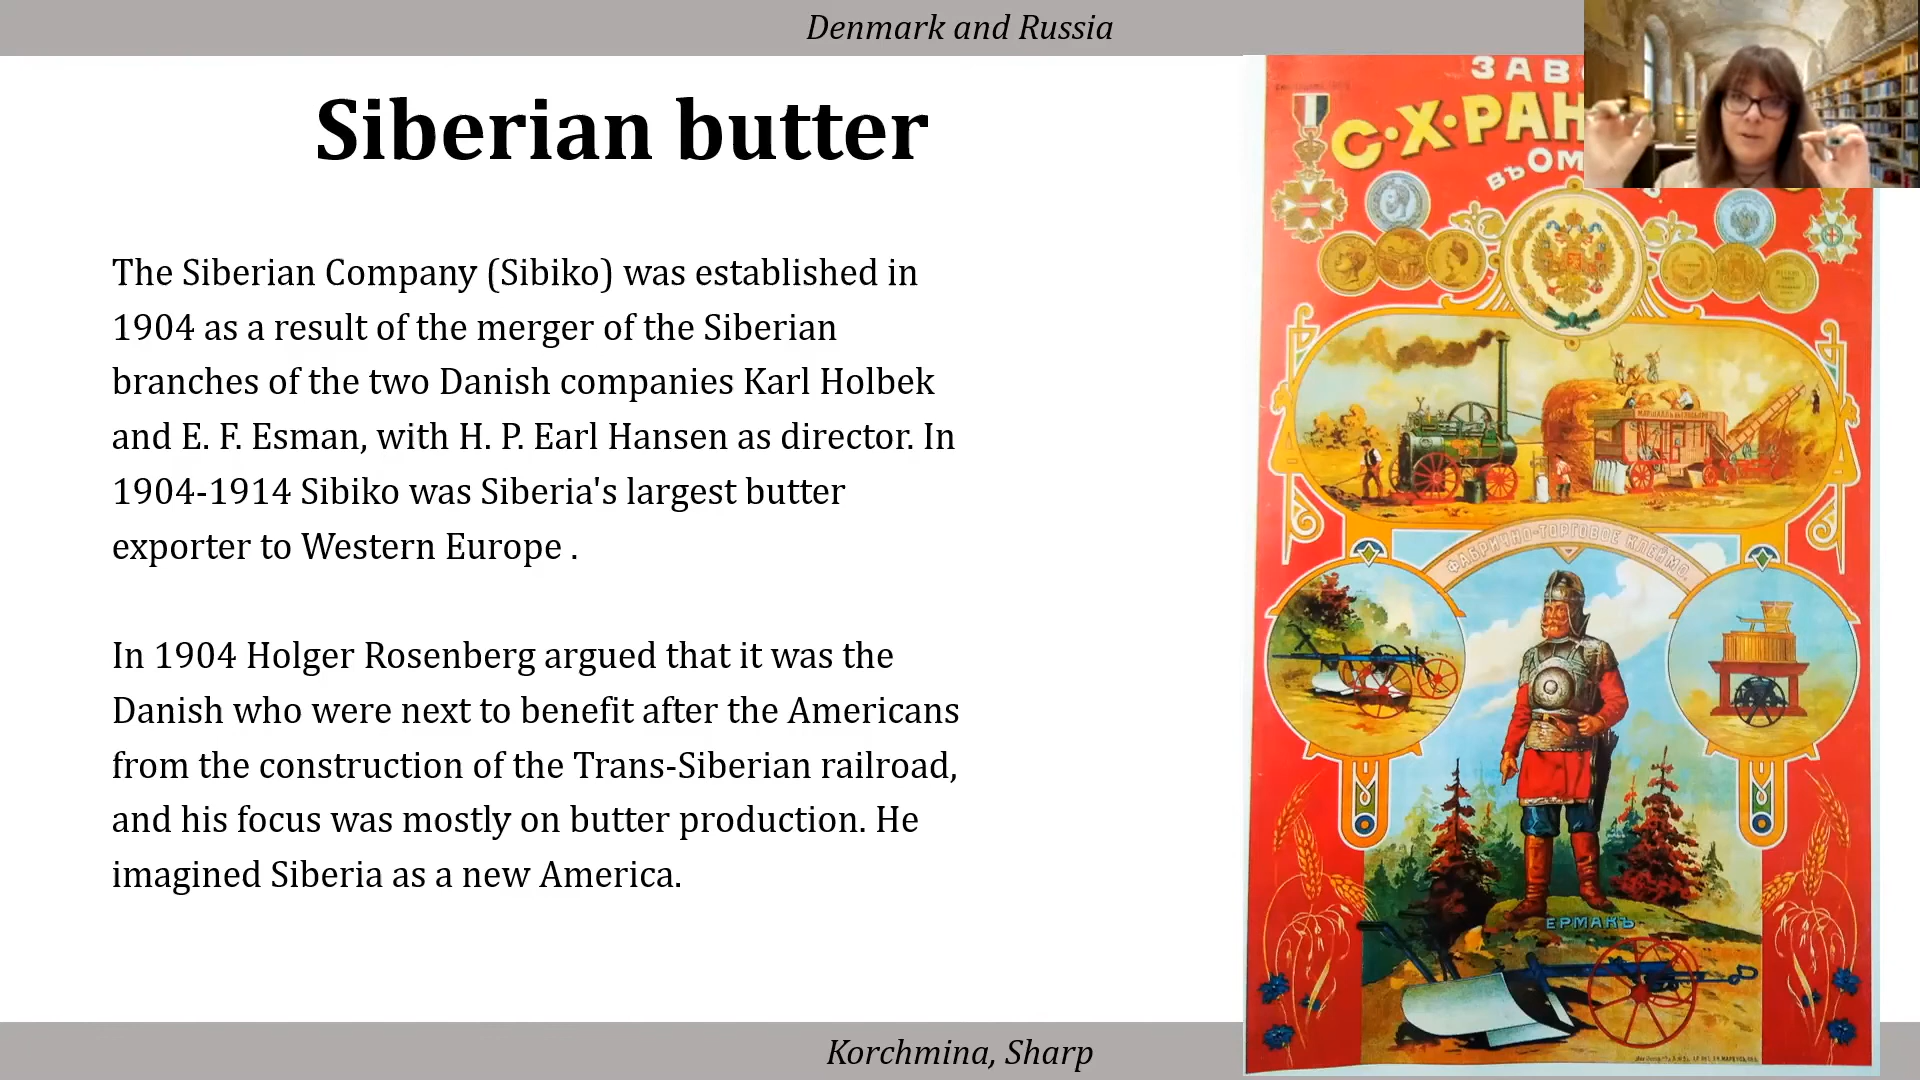 Denmark and Russia
Siberian butter
The Siberian Company (Sibiko) was established in
1904 as a result of the merger of the Siberian
branches of the two Danish companies Karl Holbek
and E. F. Esman, with H. P. Earl Hansen as director. In
1904-1914 Sibiko was Siberia's largest butter
exporter to Western Europe .
In 1904 Holger Rosenberg argued that it was the
Danish who were next to benefit after the Americans
from the construction of the Trans-Siberian railroad,
and his focus was mostly on butter production. He
imagined Siberia as a new America.
ЗАВ
С·Х·РАН
ВЪ ОМ
ФАБРИЧНО-ТОРГОВОЕ КЛЕЙМО.
ЕРМАКЪ
Korchmina, Sharp